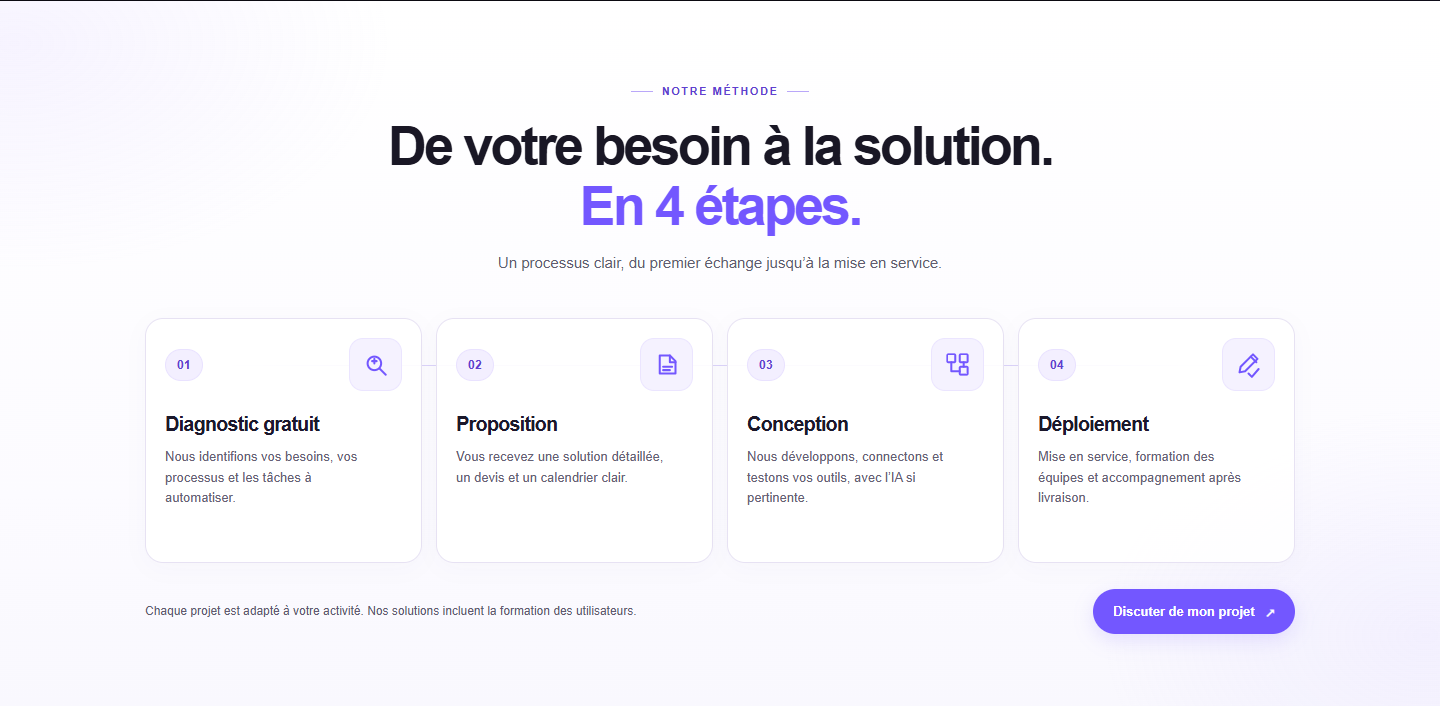 NOTRE MÉTHODE
De votre besoin à la solution.
En 4 étapes.
Un processus clair, du premier échange jusqu’à la mise en service.
01
Diagnostic gratuit
Nous identifions vos besoins, vos
processus et les tâches à
automatiser.
02
Proposition
Vous recevez une solution détaillée,
un devis et un calendrier clair.
03
Conception
Nous développons, connectons et
testons vos outils, avec l’IA si
pertinente.
04
Déploiement
Mise en service, formation des
équipes et accompagnement après
livraison.
Chaque projet est adapté à votre activité. Nos solutions incluent la formation des utilisateurs.
Discuter de mon projet ↗